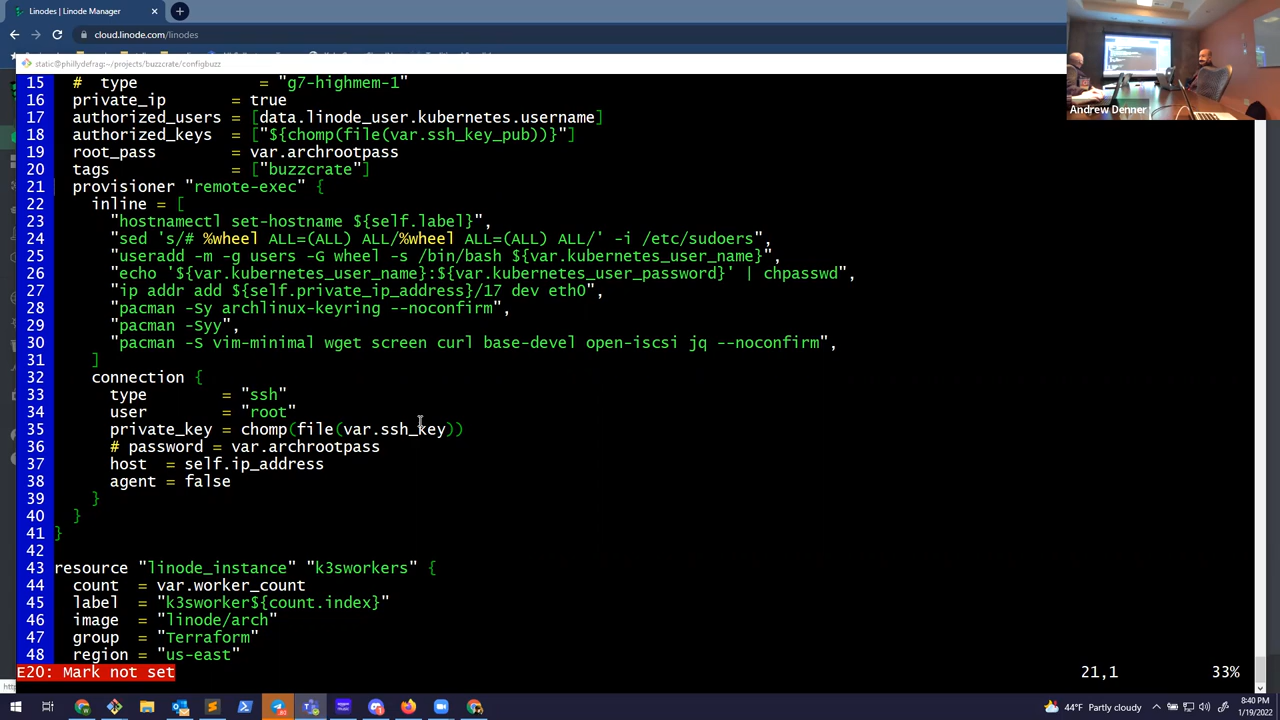 Linodes | Linode Manager
cloud.linode.com/linodes
static@phillydefrag:~/projects/buzzcrate/configbuzz
Andrew Denner
15 # type = "g7-highmem-1"
16 private_ip = true
17 authorized_users = [data.linode_user.kubernetes.username]
18 authorized_keys = ["${chomp(file(var.ssh_key_pub))}"]
19 root_pass = var.archrootpass
20 tags = ["buzzcrate"]
21 provisioner "remote-exec" {
22 inline = [
23 "hostnamectl set-hostname ${self.label}",
24 "sed 's/# %wheel ALL=(ALL) ALL/%wheel ALL=(ALL) ALL/' -i /etc/sudoers",
25 "useradd -m -g users -G wheel -s /bin/bash ${var.kubernetes_user_name}",
26 "echo '${var.kubernetes_user_name}:${var.kubernetes_user_password}' | chpasswd",
27 "ip addr add ${self.private_ip_address}/17 dev eth0",
28 "pacman -Sy archlinux-keyring --noconfirm",
29 "pacman -Syy",
30 "pacman -S vim-minimal wget screen curl base-devel open-iscsi jq --noconfirm",
31 ]
32 connection {
33 type = "ssh"
34 user = "root"
35 private_key = chomp(file(var.ssh_key))
36 # password = var.archrootpass
37 host = self.ip_address
38 agent = false
39 }
40 }
41 }
42
43 resource "linode_instance" "k3sworkers" {
44 count = var.worker_count
45 label = "k3sworker${count.index}"
46 image = "linode/arch"
47 group = "Terraform"
48 region = "us-east"
E20: Mark not set 21,1 33%
44°F Partly cloudy
8:40 PM
1/19/2022